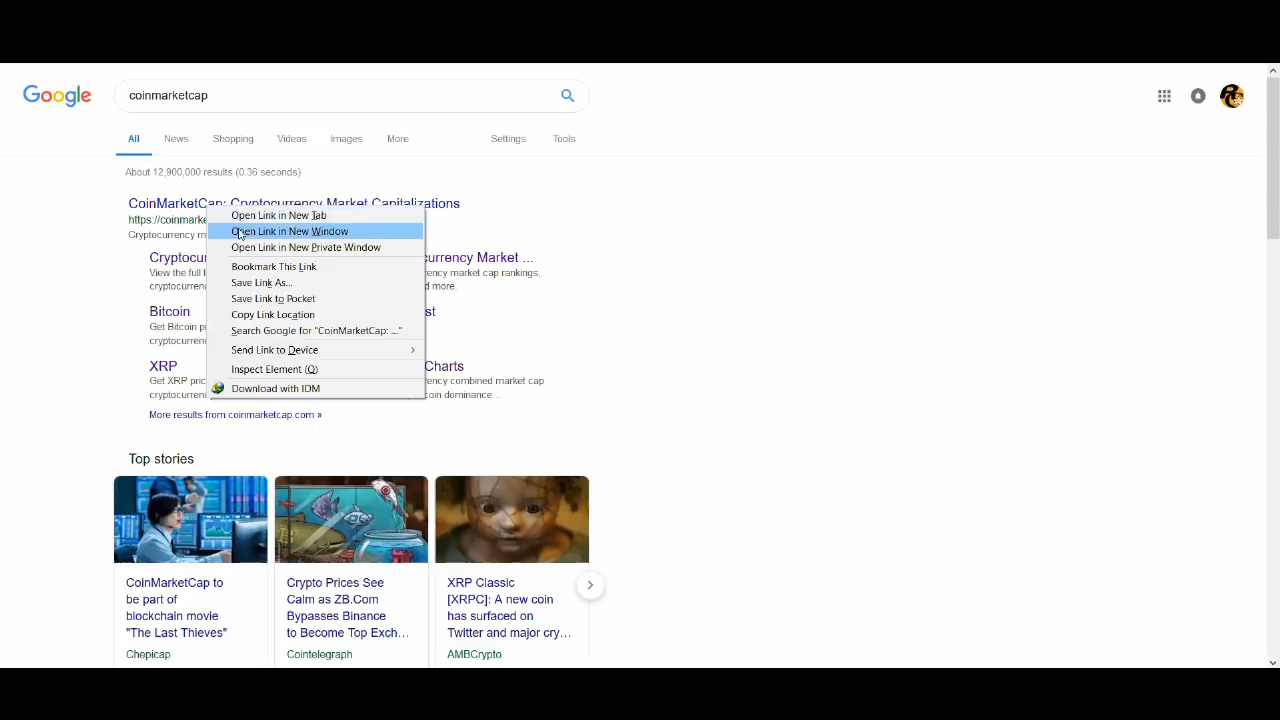 Google
coinmarketcap
All News Shopping Videos Images More Settings Tools
About 12,900,000 results (0.36 seconds)
CoinMarketCap: Cryptocurrency Market Capitalizations
https://coinmarke
Cryptocurrency m
Open Link in New Tab
Open Link in New Window
Open Link in New Private Window
Bookmark This Link
Save Link As...
Save Link to Pocket
Copy Link Location
Search Google for "CoinMarketCap: ..."
Send Link to Device
Inspect Element (Q)
Download with IDM
Cryptocu
View the full l
cryptocurren
currency Market ...
ency market cap rankings,
d more.
Bitcoin
Get Bitcoin p
cryptocurren
st
XRP
Get XRP pric
cryptocurren
Charts
ency combined market cap
coin dominance ...
More results from coinmarketcap.com »
Top stories
CoinMarketCap to
be part of
blockchain movie
"The Last Thieves"
Chepicap
Crypto Prices See
Calm as ZB.Com
Bypasses Binance
to Become Top Exch...
Cointelegraph
XRP Classic
[XRPC]: A new coin
has surfaced on
Twitter and major cry...
AMBCrypto